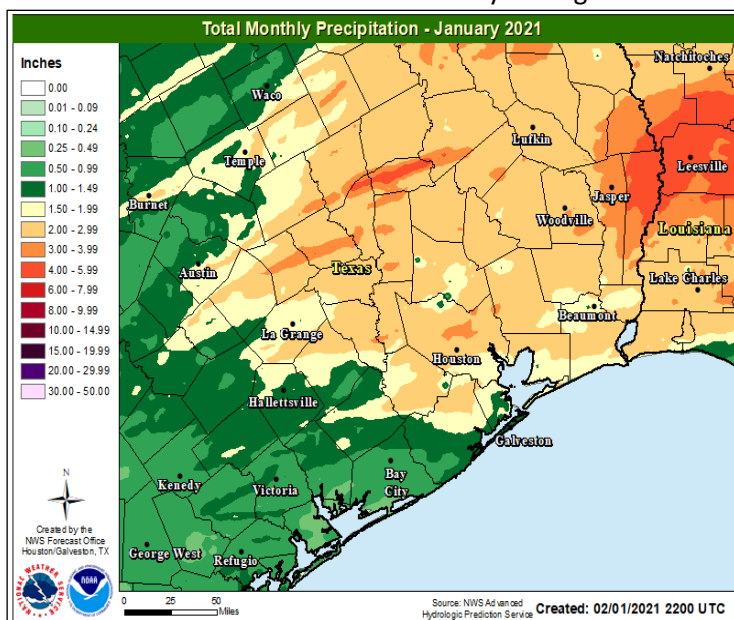 Total Monthly Precipitation - January 2021
Inches
0.00
0.01 - 0.09
0.10 - 0.24
0.25 - 0.49
0.50 - 0.99
1.00 - 1.49
1.50 - 1.99
2.00 - 2.99
3.00 - 3.99
4.00 - 5.99
6.00 - 7.99
8.00 - 9.99
10.00 - 14.99
15.00 - 19.99
20.00 - 29.99
30.00 - 50.00
Natchitoches
Waco
Lufkin
Temple
Leesville
Burnet
Jasper
Woodville
Louisiana
Austin
Texas
Lake Charles
Beaumont
La Grange
Houston
Hallettsville
Galveston
Bay
City
Kenedy
Victoria
George West
Refugio
N
Created by the
NWS Forecast Office
Houston/Galveston, TX
NATIONAL WEATHER SERVICE
NOAA
0 25 50
Miles
Source: NWS Advanced
Hydrologic Prediction Service
Created: 02/01/2021 2200 UTC